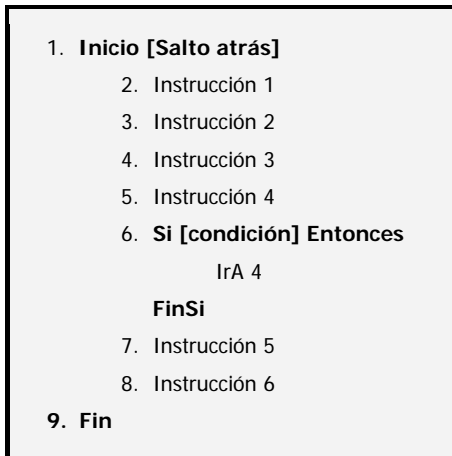 1. Inicio [Salto atrás]
2. Instrucción 1
3. Instrucción 2
4. Instrucción 3
5. Instrucción 4
6. Si [condición] Entonces
IrA 4
FinSi
7. Instrucción 5
8. Instrucción 6
9. Fin